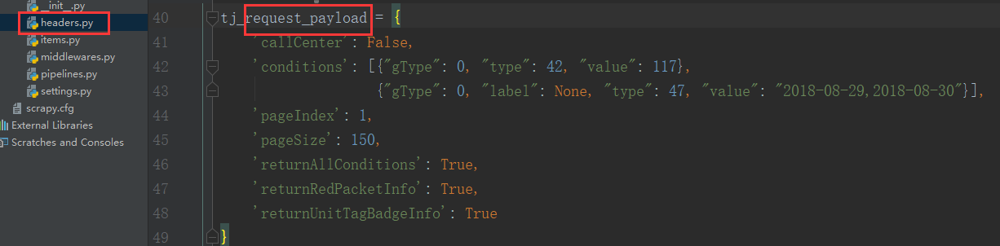 __init__.py
headers.py
items.py
middlewares.py
pipelines.py
settings.py
scrapy.cfg
External Libraries
Scratches and Consoles
40 tj_request_payload = {
41 'callCenter': False,
42 'conditions': [{"gType": 0, "type": 42, "value": 117},
43 {"gType": 0, "label": None, "type": 47, "value": "2018-08-29,2018-08-30"}],
44 'pageIndex': 1,
45 'pageSize': 150,
46 'returnAllConditions': True,
47 'returnRedPacketInfo': True,
48 'returnUnitTagBadgeInfo': True
49 }